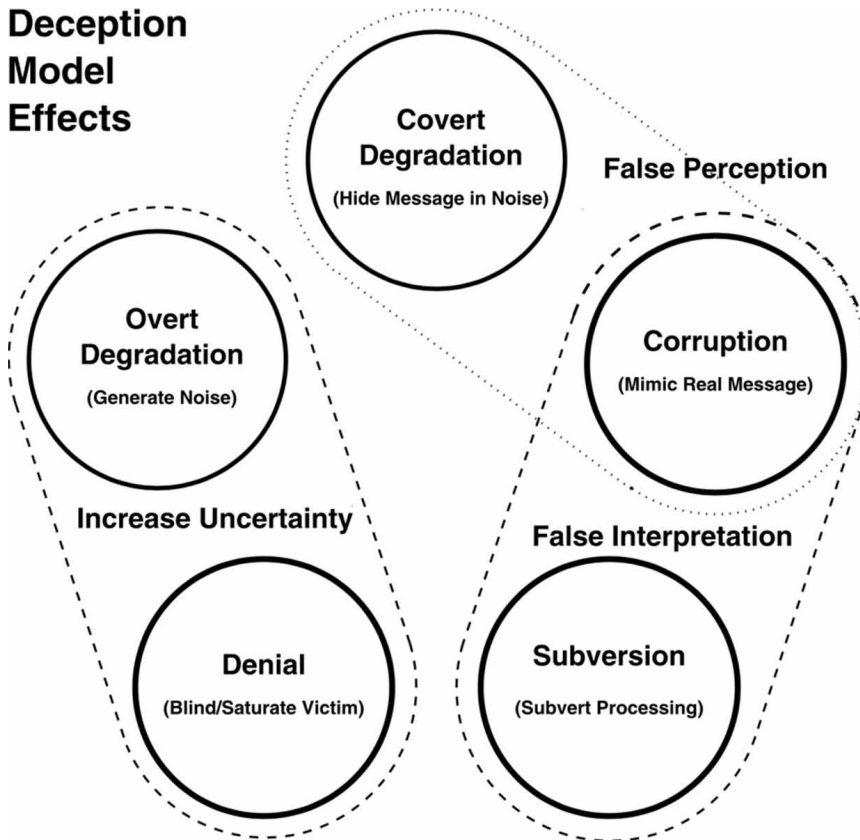 Deception
Model
Effects
Covert
Degradation
(Hide Message in Noise)
False Perception
Overt
Degradation
(Generate Noise)
Corruption
(Mimic Real Message)
Increase Uncertainty
False Interpretation
Denial
(Blind/Saturate Victim)
Subversion
(Subvert Processing)